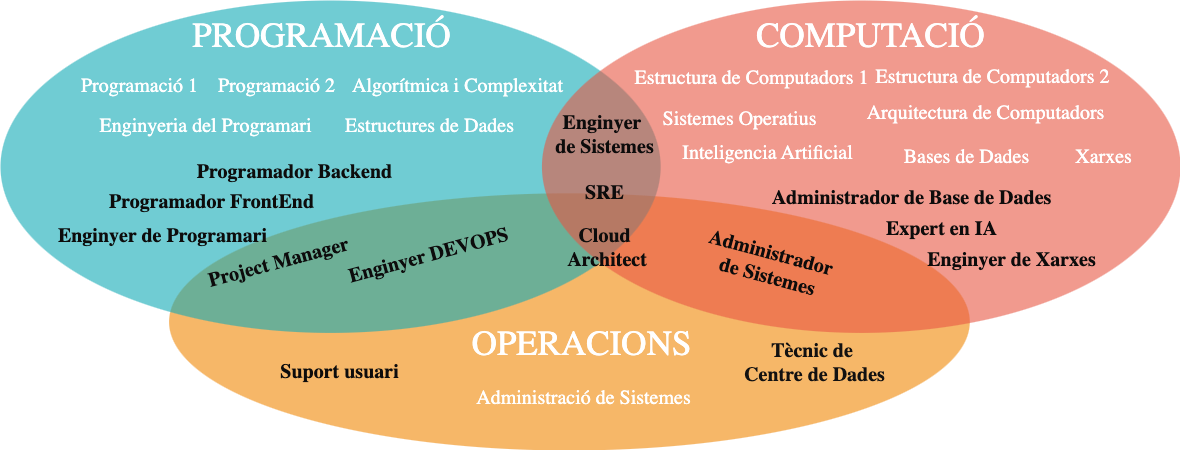 PROGRAMACIÓ
Programació 1
Programació 2
Algorítmica i Complexitat
Enginyeria del Programari
Estructures de Dades
Programador Backend
Programador FrontEnd
Enginyer de Programari
Project Manager
Enginyer DEVOPS
Enginyer
de Sistemes
SRE
Cloud
Architect
COMPUTACIÓ
Estructura de Computadors 1
Estructura de Computadors 2
Sistemes Operatius
Arquitectura de Computadors
Inteligencia Artificial
Bases de Dades
Xarxes
Administrador de Base de Dades
Expert en IA
Enginyer de Xarxes
Administrador
de Sistemes
OPERACIONS
Suport usuari
Tècnic de
Centre de Dades
Administració de Sistemes